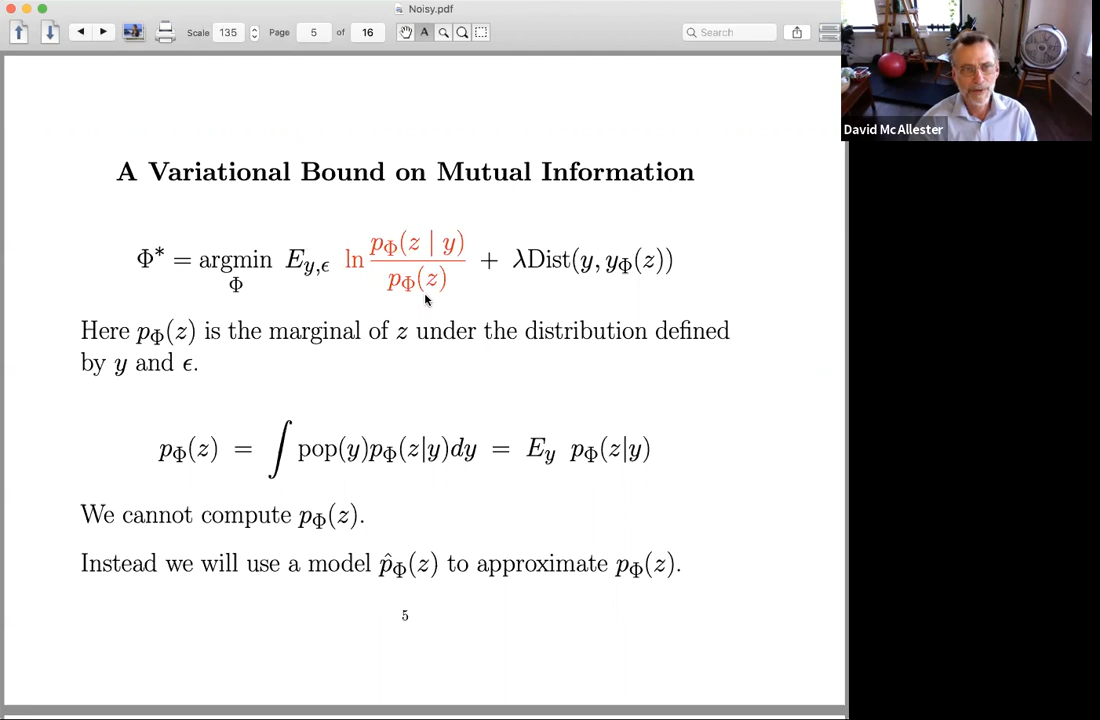 Noisy.pdf
Scale 135 Page 5 of 16 A Search
David McAllester
A Variational Bound on Mutual Information
Φ* = argmin_Φ E_{y,ϵ} ln p_Φ(z | y) / p_Φ(z) + λDist(y, y_Φ(z))
Here p_Φ(z) is the marginal of z under the distribution defined
by y and ϵ.
p_Φ(z) = ∫ pop(y)p_Φ(z|y)dy = E_y p_Φ(z|y)
We cannot compute p_Φ(z).
Instead we will use a model p̂_Φ(z) to approximate p_Φ(z).
5